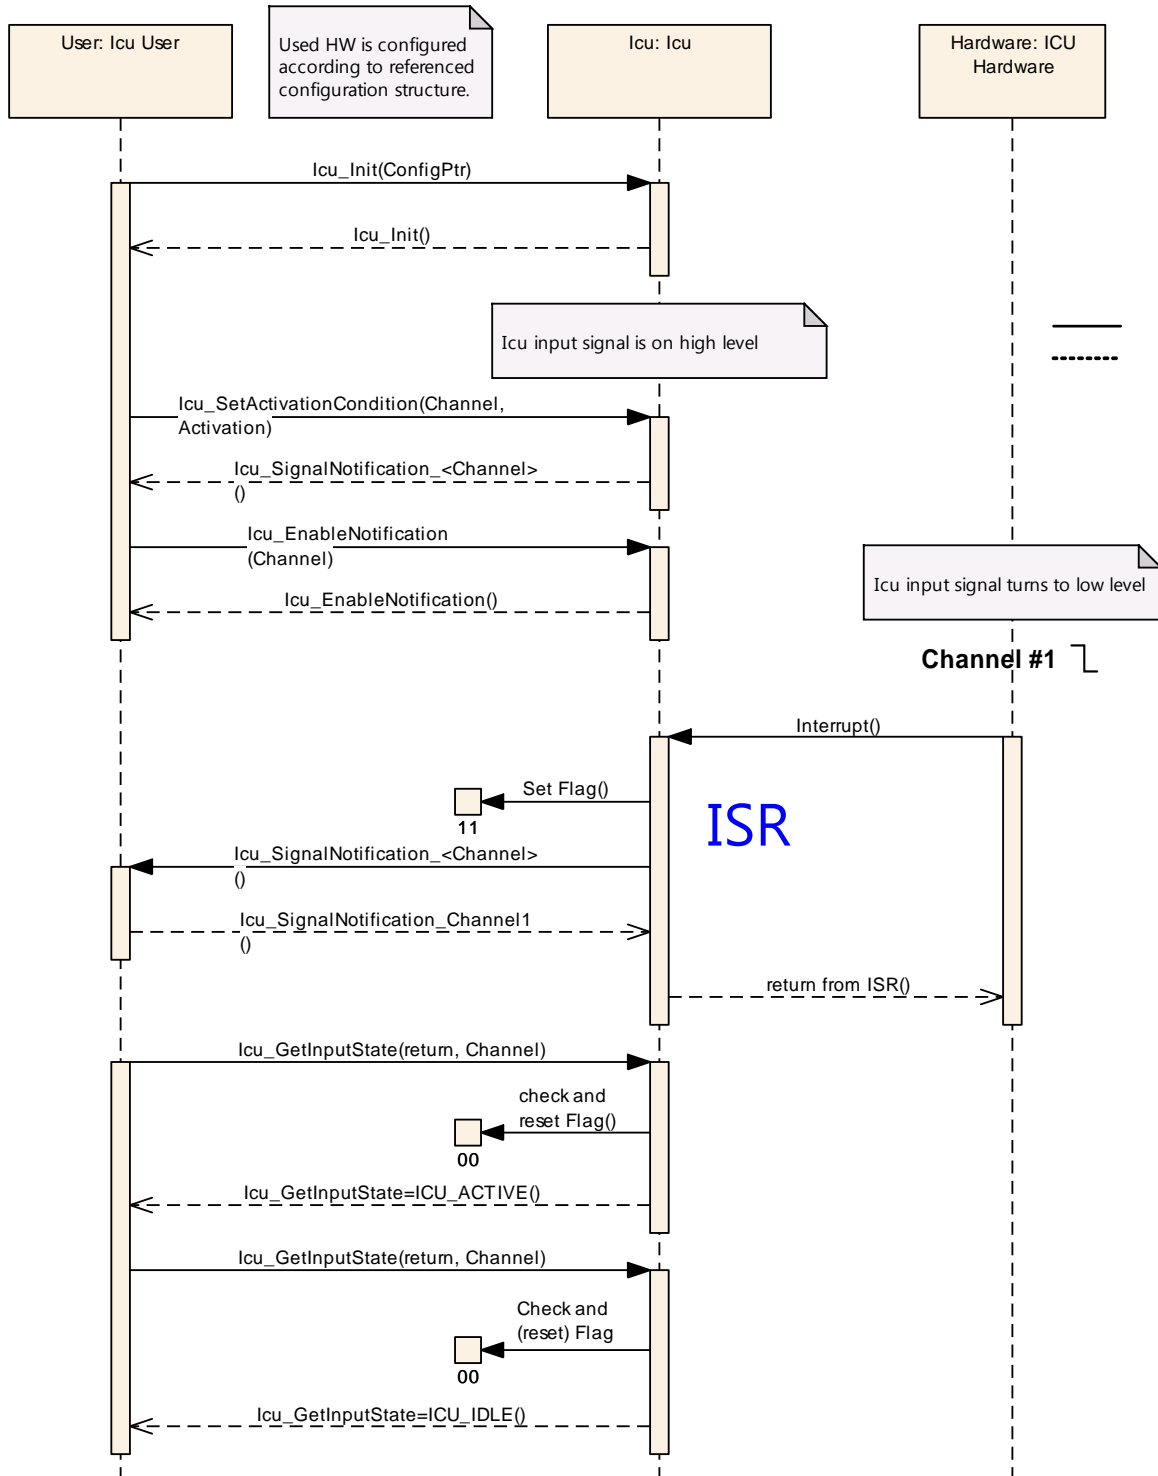 User: Icu User
Used HW is configured
according to referenced
configuration structure.
Icu: Icu
Hardware: ICU
Hardware
Icu_Init(ConfigPtr)
Icu_Init()
Icu input signal is on high level
Icu_SetActivationCondition(Channel,
Activation)
Icu_SignalNotification_<Channel>
()
Icu_EnableNotification
(Channel)
Icu input signal turns to low level
Icu_EnableNotification()
Channel #1
Interrupt()
Set Flag()
11
ISR
Icu_SignalNotification_<Channel>
()
Icu_SignalNotification_Channel1
()
return from ISR()
Icu_GetInputState(return, Channel)
check and
reset Flag()
00
Icu_GetInputState=ICU_ACTIVE()
Icu_GetInputState(return, Channel)
Check and
(reset) Flag
00
Icu_GetInputState=ICU_IDLE()